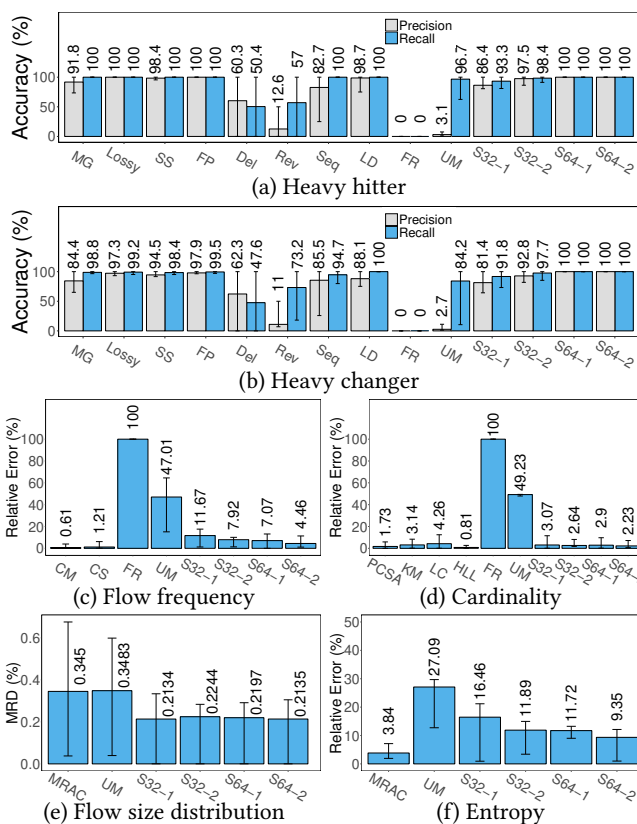 Accuracy (%)
100
50
0
Precision
Recall
91.8
100
100
100
98.4
100
100
100
60.3
50.4
12.6
57
82.7
100
98.7
100
0
0
3.1
96.7
86.4
93.3
97.5
98.4
100
100
100
100
MG
Lossy
SS
FP
Del
Rev
Seq
LD
FR
UM
S32−1
S32−2
S64−1
S64−2
(a) Heavy hitter
Accuracy (%)
100
50
0
Precision
Recall
84.4
98.8
97.3
99.2
94.5
98.4
97.9
99.5
62.3
47.6
11
73.2
85.5
94.7
88.1
100
0
0
2.7
84.2
81.4
91.8
92.8
97.7
100
100
100
100
MG
Lossy
SS
FP
Del
Rev
Seq
LD
FR
UM
S32−1
S32−2
S64−1
S64−2
(b) Heavy changer
Relative Error (%)
100
80
60
40
20
0
0.61
1.21
100
47.01
11.67
7.92
7.07
4.46
CM
CS
FR
UM
S32−1
S32−2
S64−1
S64−2
(c) Flow frequency
Relative Error (%)
100
80
60
40
20
0
1.73
3.14
4.26
0.81
100
49.23
3.07
2.64
2.9
2.23
PCSA
KM
LC
HLL
FR
UM
S32−1
S32−2
S64−1
S64−
(d) Cardinality
MRD (%)
0.6
0.4
0.2
0.0
0.345
0.3483
0.2134
0.2244
0.2197
0.2135
MRAC
UM
S32−1
S32−2
S64−1
S64−2
(e) Flow size distribution
Relative Error (%)
50
40
30
20
10
0
3.84
27.09
16.46
11.89
11.72
9.35
MRAC
UM
S32−1
S32−2
S64−1
S64−2
(f) Entropy